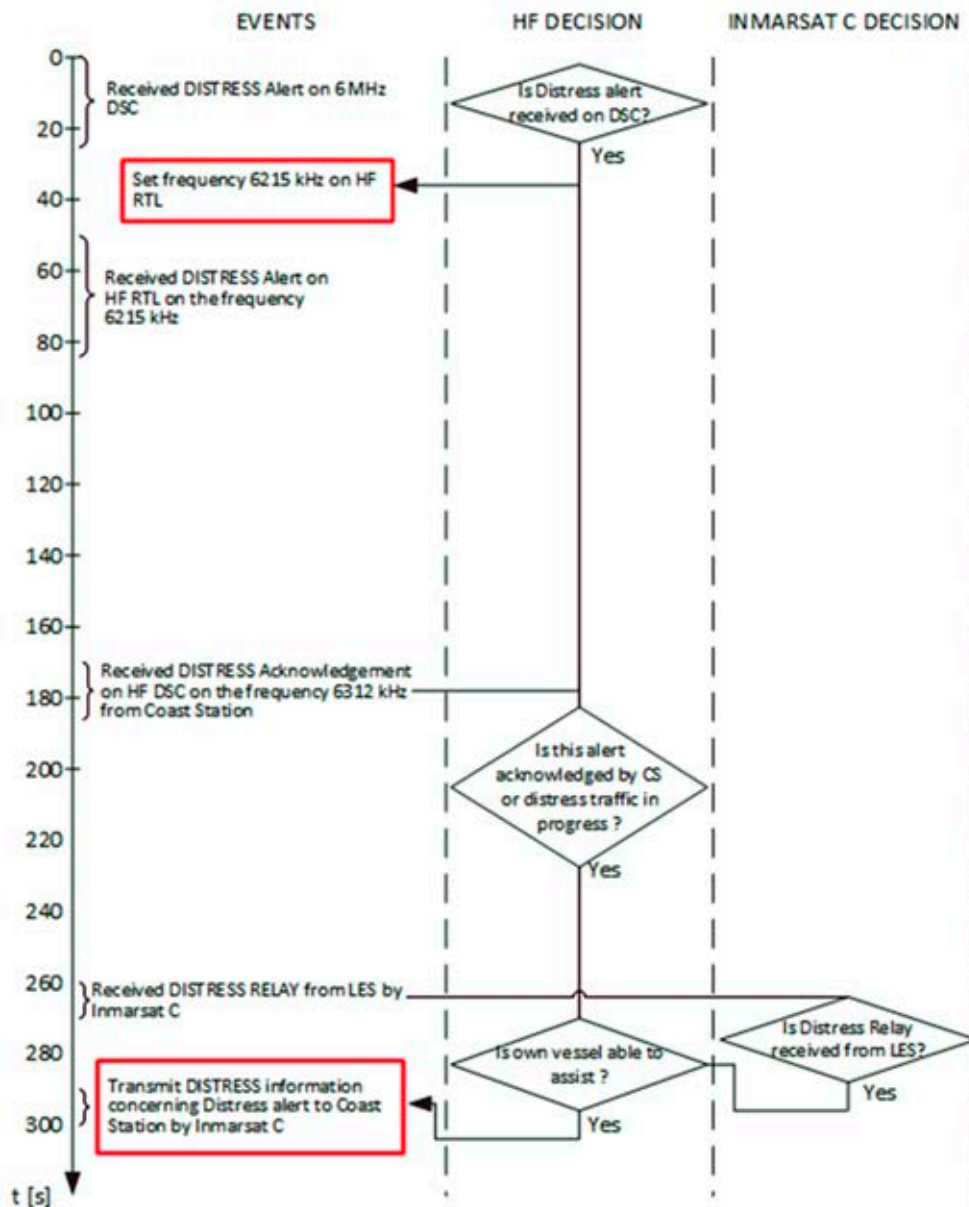 EVENTS
HF DECISION
INMARSAT C DECISION
0
Received DISTRESS Alert on 6 MHz
DSC
Is Distress alert
received on DSC?
20
Yes
Set frequency 6215 kHz on HF
RTL
40
60
Received DISTRESS Alert on
HF RTL on the frequency
6215 kHz
80
100
120
140
160
Received DISTRESS Acknowledgement
on HF DSC on the frequency 6312 kHz
from Coast Station
180
Is this alert
acknowledged by CS
or distress traffic in
progress ?
200
220
Yes
240
260
Received DISTRESS RELAY from LES by
Inmarsat C
Is Distress Relay
received from LES?
280
Is own vessel able to
assist ?
Yes
Transmit DISTRESS information
concerning Distress alert to Coast
Station by Inmarsat C
300
Yes
t [s]